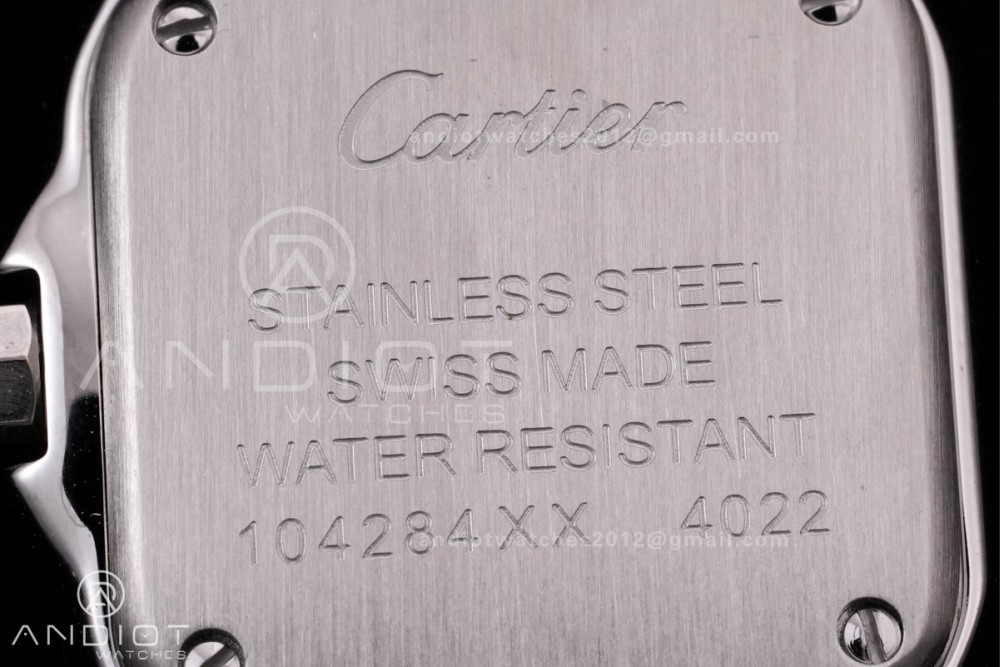 Cartier
andiotwatches2012@gmail.com
STAINLESS STEEL
SWISS MADE
ANDIOT
WATCHES
WATER RESISTANT
104284XX 4022
andiotwatches2012@gmail.com
ANDIOT
WATCHES